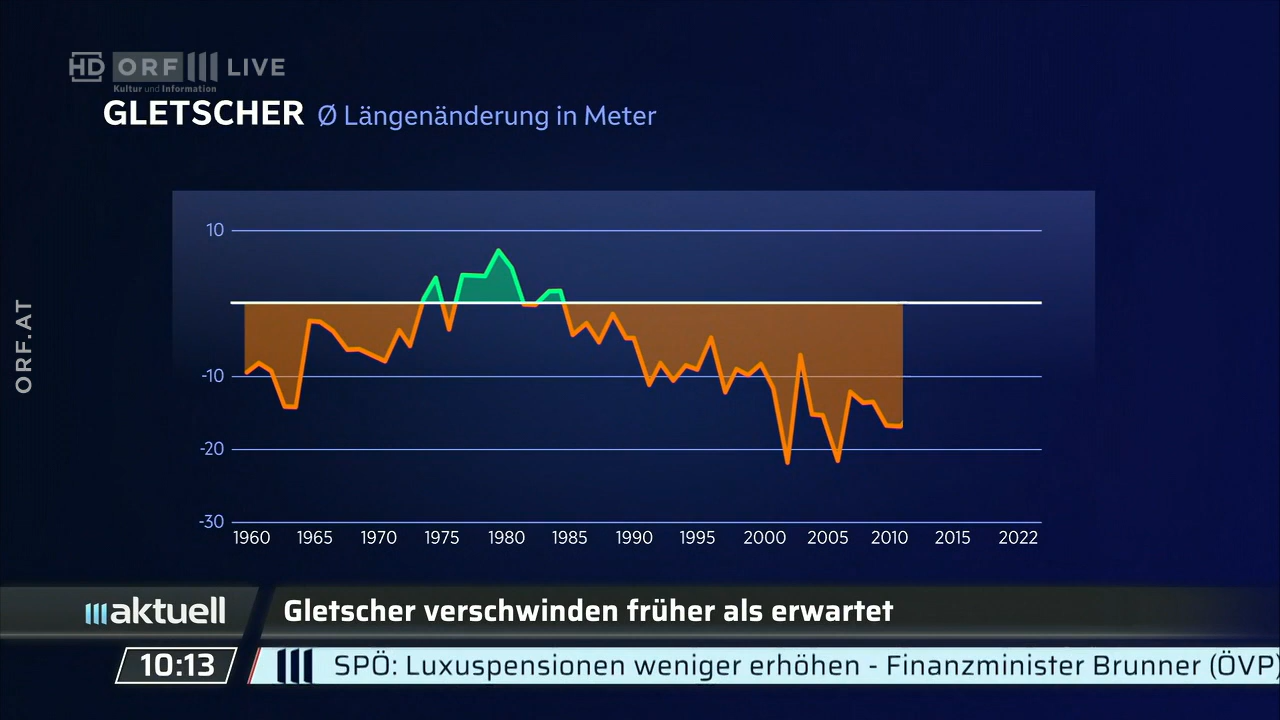 HD ORF III LIVE
Kultur und Information
GLETSCHER Ø Längenänderung in Meter
10
-10
-20
-30
1960 1965 1970 1975 1980 1985 1990 1995 2000 2005 2010 2015 2022
ORF.AT
aktuell
Gletscher verschwinden früher als erwartet
10:13
SPÖ: Luxuspensionen weniger erhöhen - Finanzminister Brunner (ÖVP)